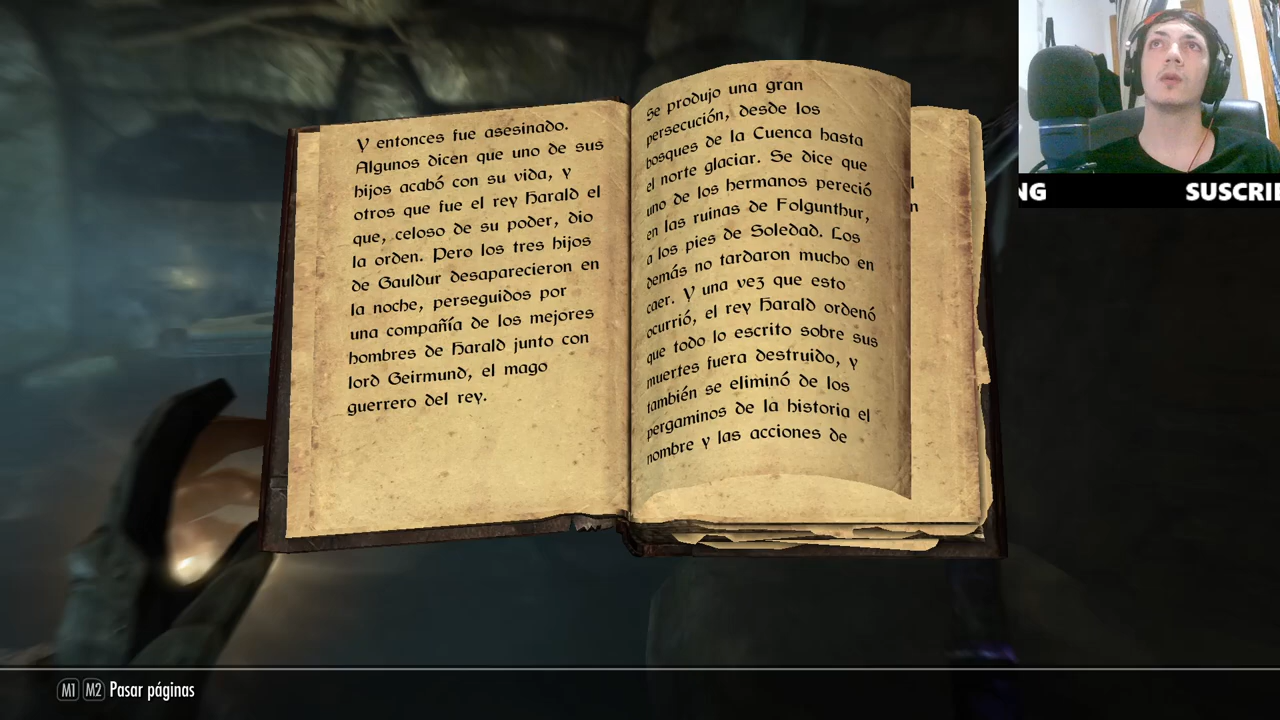 Y entonces fue asesinado.
Algunos dicen que uno de sus
hijos acabó con su vida, y
otros que fue el rey Harald el
que, celoso de su poder, dio
la orden. Pero los tres hijos
de Gauldur desaparecieron en
la noche, perseguidos por
una compañía de los mejores
hombres de Harald junto con
lord Geirmund, el mago
guerrero del rey.
Se produjo una gran
persecución, desde los
bosques de la Cuenca hasta
el norte glaciar. Se dice que
uno de los hermanos pereció
en las ruinas de Folgunthur,
a los pies de Soledad. Los
demás no tardaron mucho en
caer. Y una vez que esto
ocurrió, el rey Harald ordenó
que todo lo escrito sobre sus
muertes fuera destruido, y
también se eliminó de los
pergaminos de la historia el
nombre y las acciones de
l
n
NG SUSCRI
M1 M2 Pasar páginas